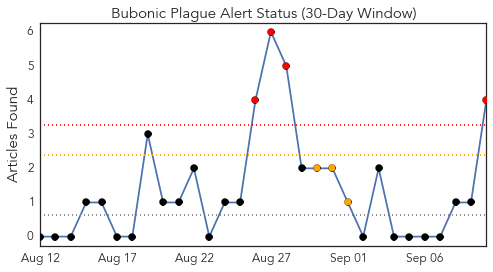 Bubonic Plague Alert Status (30-Day Window)
Articles Found
6
5
4
3
2
1
0
Aug 12 Aug 17 Aug 22 Aug 27 Sep 01 Sep 06